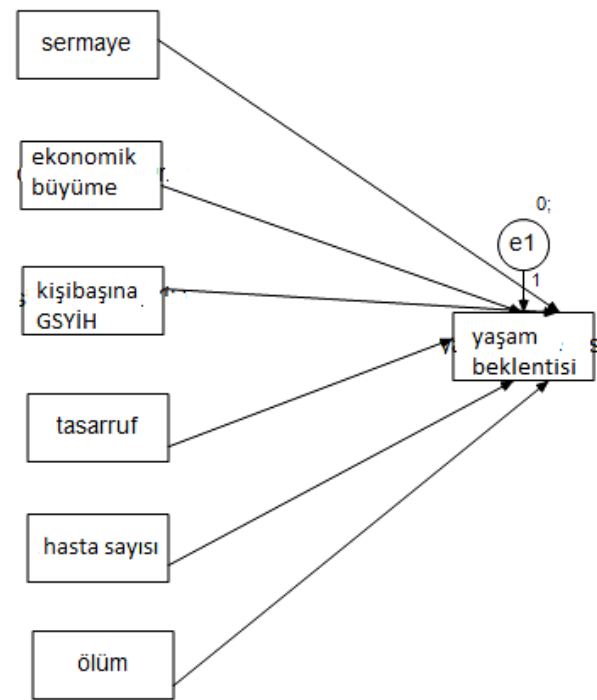 sermaye
ekonomik
büyüme
0;
e1
1
kişibaşına
GSYİH
yaşam
beklentisi
tasarruf
hasta sayısı
ölüm